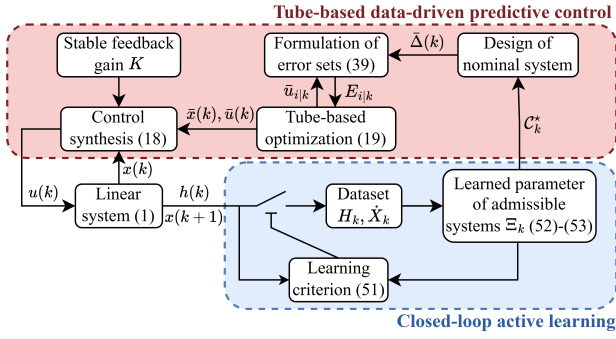 Tube-based data-driven predictive control
Stable feedback
gain K
Formulation of
error sets (39)
Δ̄(k)
Design of
nominal system
ū_{i|k}
E_{i|k}
Control
synthesis (18)
x̄(k), ū(k)
Tube-based
optimization (19)
𝒞_k^⋆
u(k)
x(k)
Linear
system (1)
h(k)
x(k+1)
Dataset
H_k, Ẋ_k
Learned parameter
of admissible
systems Ξ_k (52)-(53)
Learning
criterion (51)
Closed-loop active learning